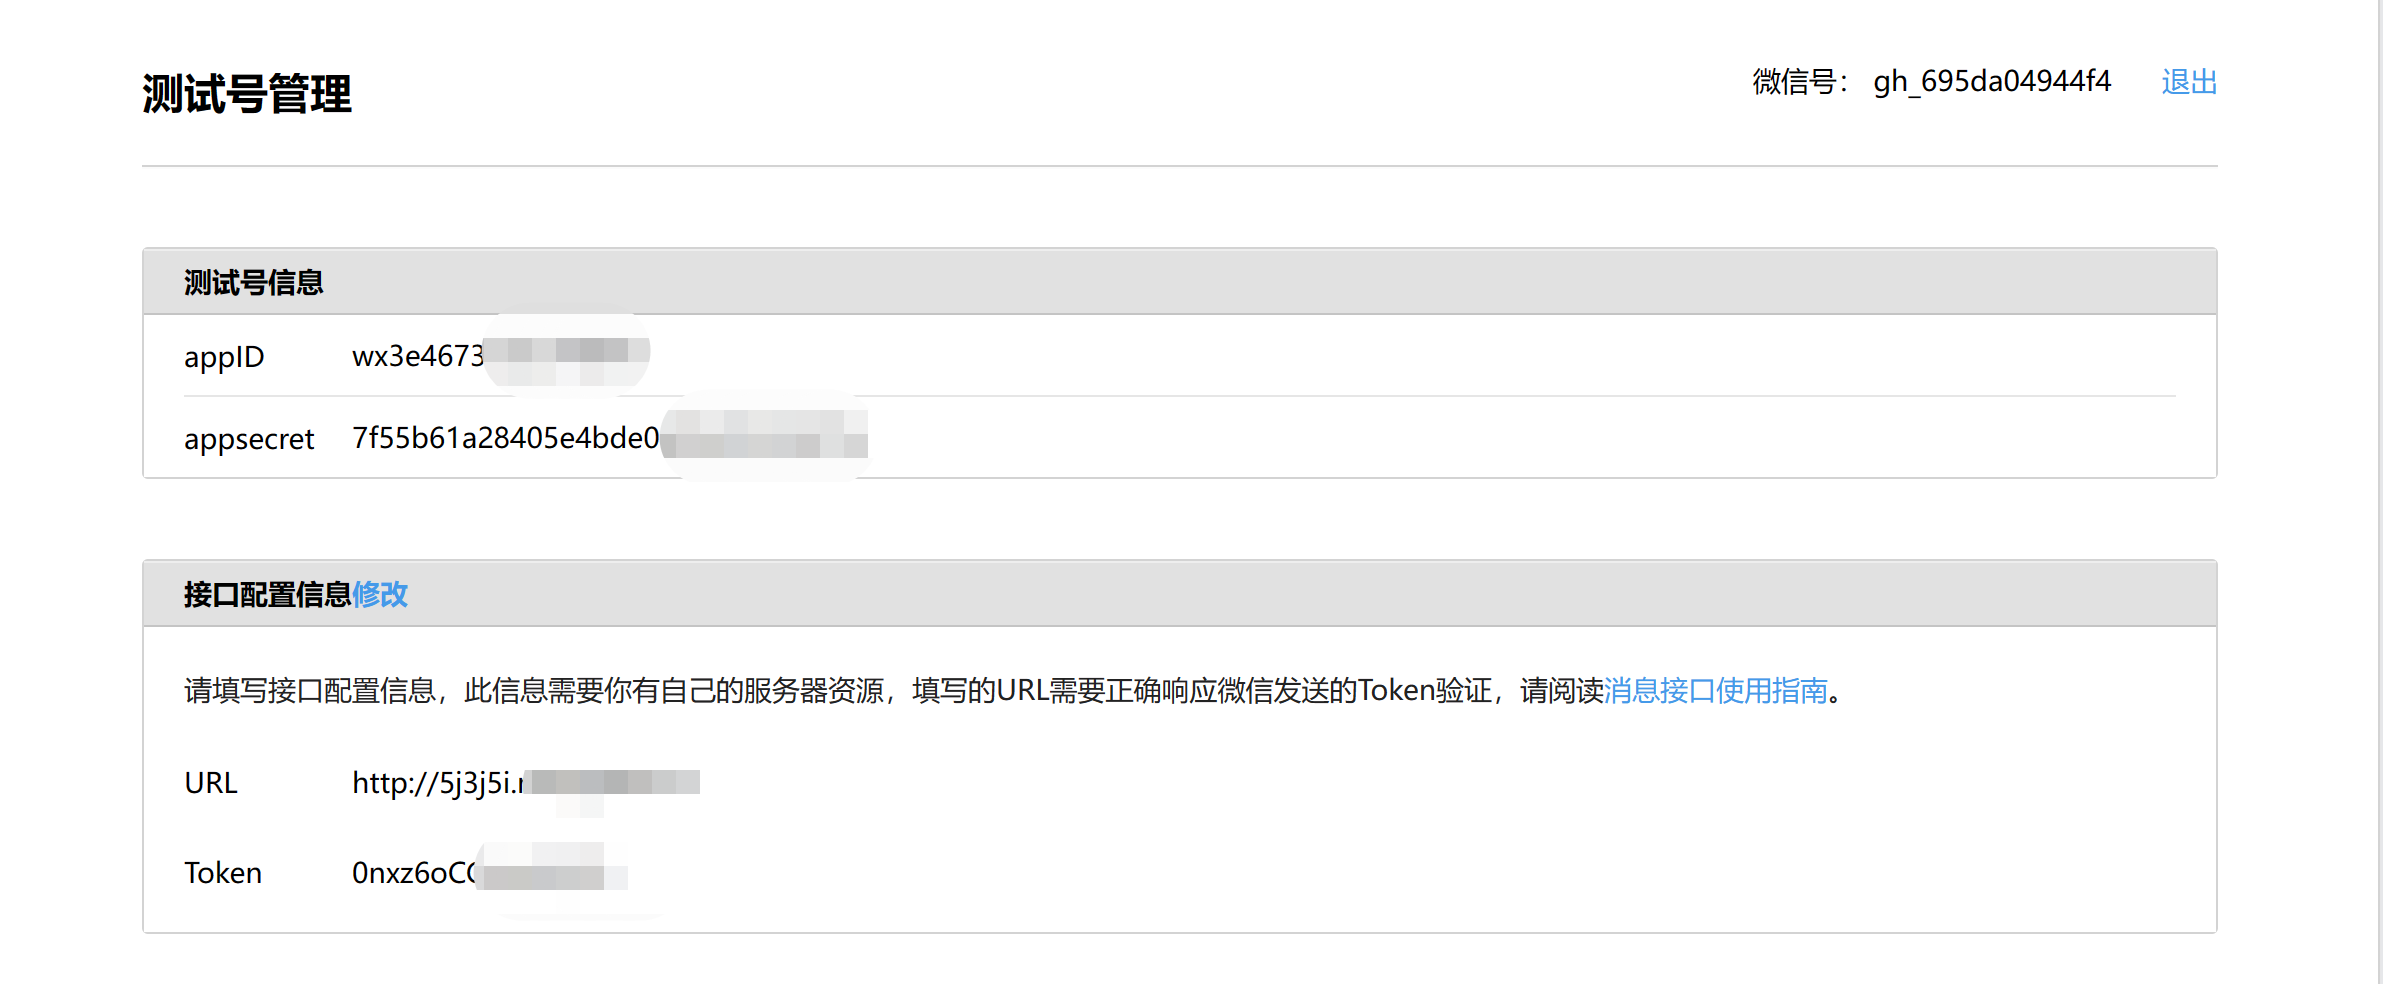 测试号管理
微信号： gh_695da04944f4 退出
测试号信息
appID wx3e4673
appsecret 7f55b61a28405e4bde0
接口配置信息修改
请填写接口配置信息，此信息需要你有自己的服务器资源，填写的URL需要正确响应微信发送的Token验证，请阅读消息接口使用指南。
URL http://5j3j5i.
Token 0nxz6oC